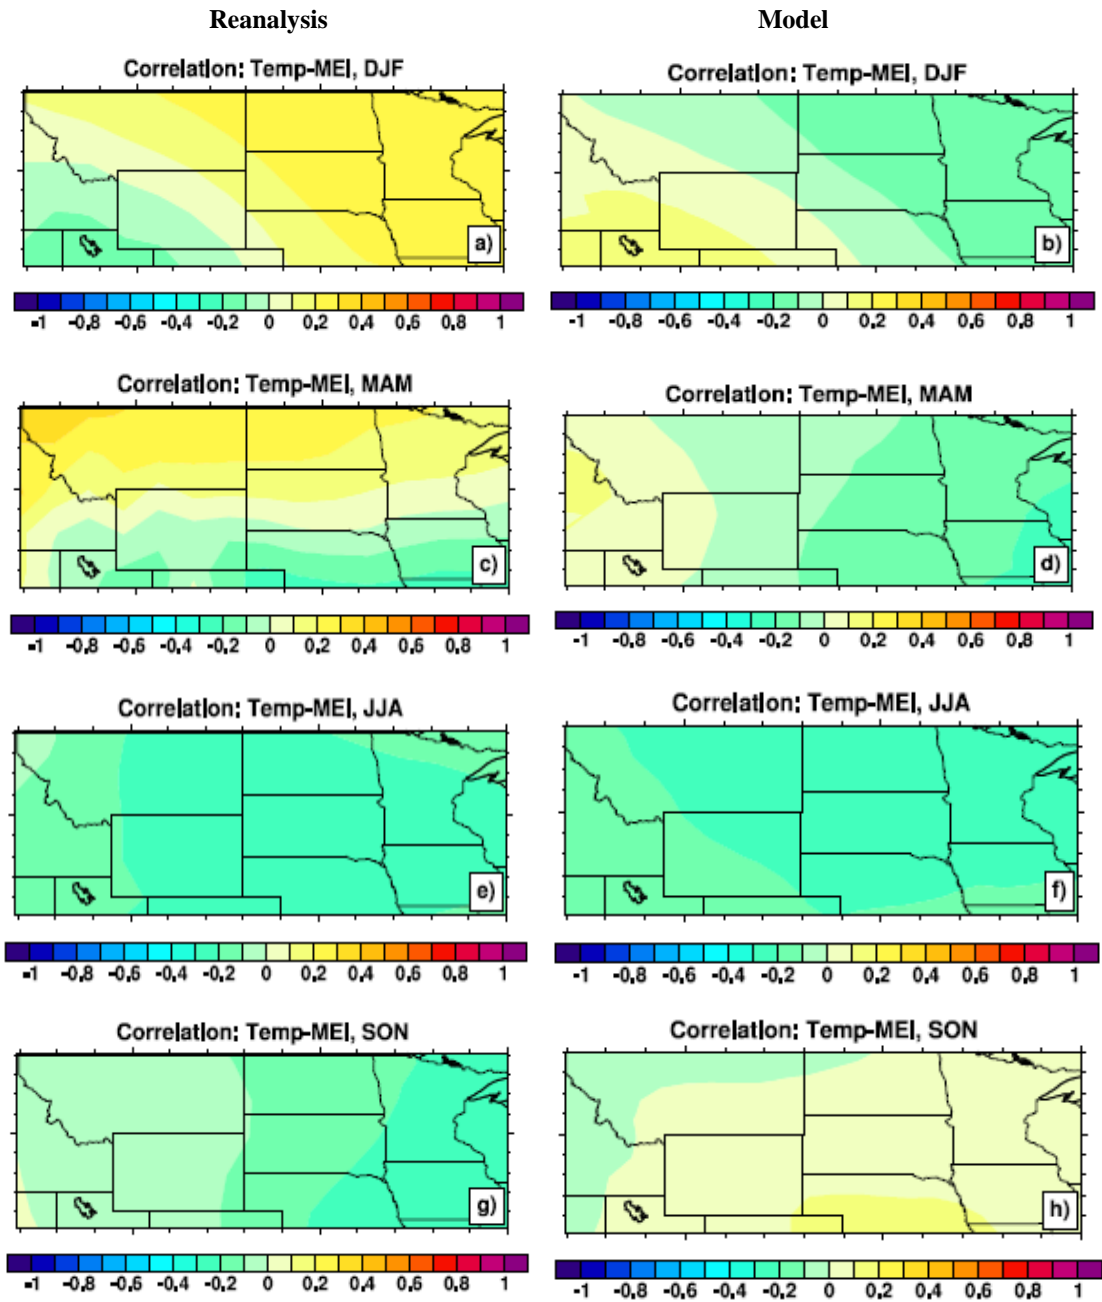 Reanalysis Model
Correlation: Temp-MEI, DJF
Correlation: Temp-MEI, DJF
a)
b)
-1 -0.8 -0.6 -0.4 -0.2 0 0.2 0.4 0.6 0.8 1
-1 -0.8 -0.6 -0.4 -0.2 0 0.2 0.4 0.6 0.8 1
Correlation: Temp-MEI, MAM
Correlation: Temp-MEI, MAM
c)
d)
-1 -0.8 -0.6 -0.4 -0.2 0 0.2 0.4 0.6 0.8 1
-1 -0.8 -0.6 -0.4 -0.2 0 0.2 0.4 0.6 0.8 1
Correlation: Temp-MEI, JJA
Correlation: Temp-MEI, JJA
e)
f)
-1 -0.8 -0.6 -0.4 -0.2 0 0.2 0.4 0.6 0.8 1
-1 -0.8 -0.6 -0.4 -0.2 0 0.2 0.4 0.6 0.8 1
Correlation: Temp-MEI, SON
Correlation: Temp-MEI, SON
g)
h)
-1 -0.8 -0.6 -0.4 -0.2 0 0.2 0.4 0.6 0.8 1
-1 -0.8 -0.6 -0.4 -0.2 0 0.2 0.4 0.6 0.8 1